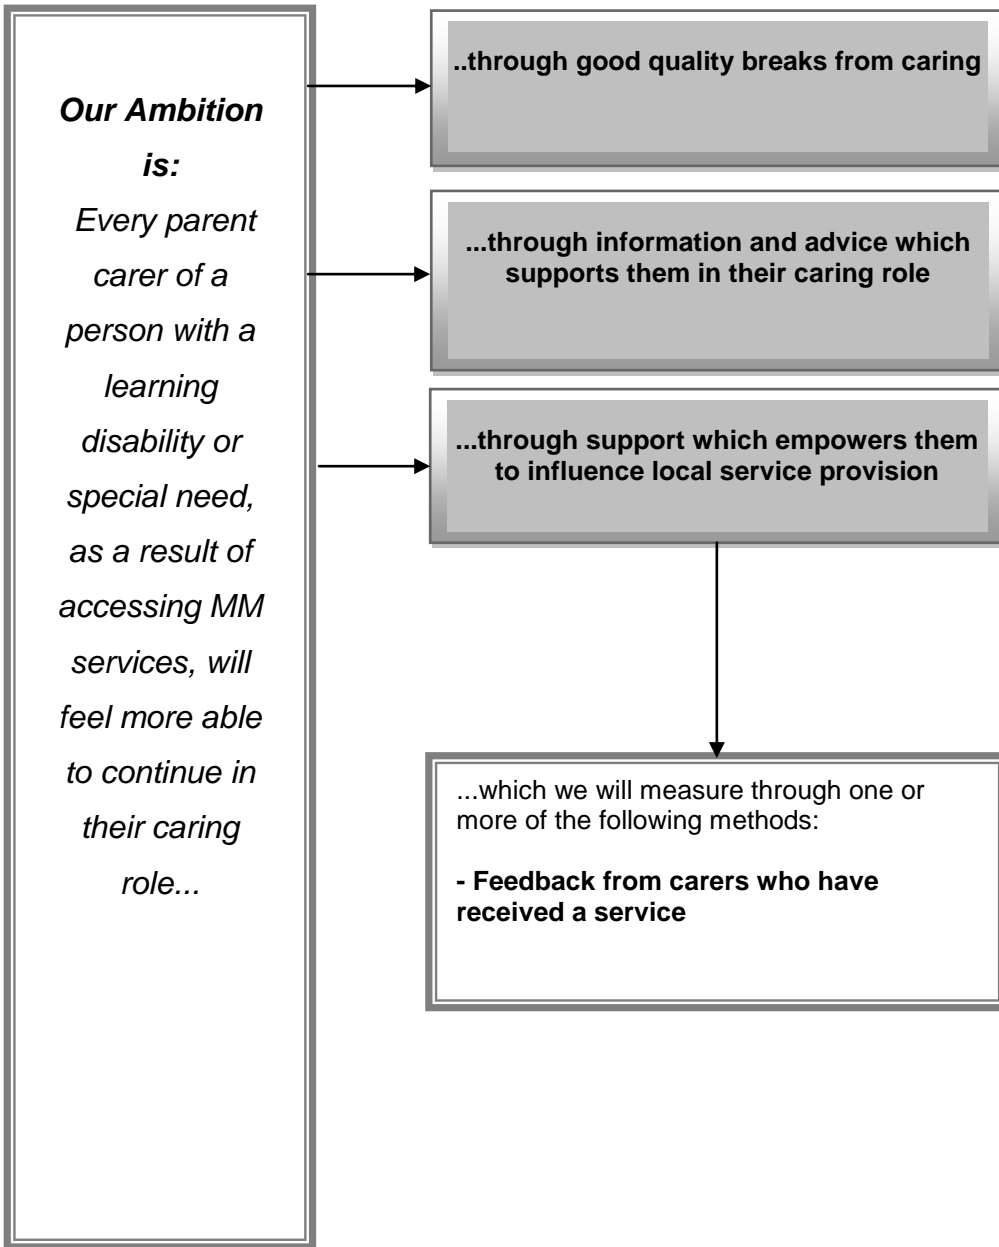 Our Ambition
is:
Every parent
carer of a
person with a
learning
disability or
special need,
as a result of
accessing MM
services, will
feel more able
to continue in
their caring
role...
..through good quality breaks from caring
...through information and advice which
supports them in their caring role
...through support which empowers them
to influence local service provision
...which we will measure through one or
more of the following methods:
- Feedback from carers who have
received a service